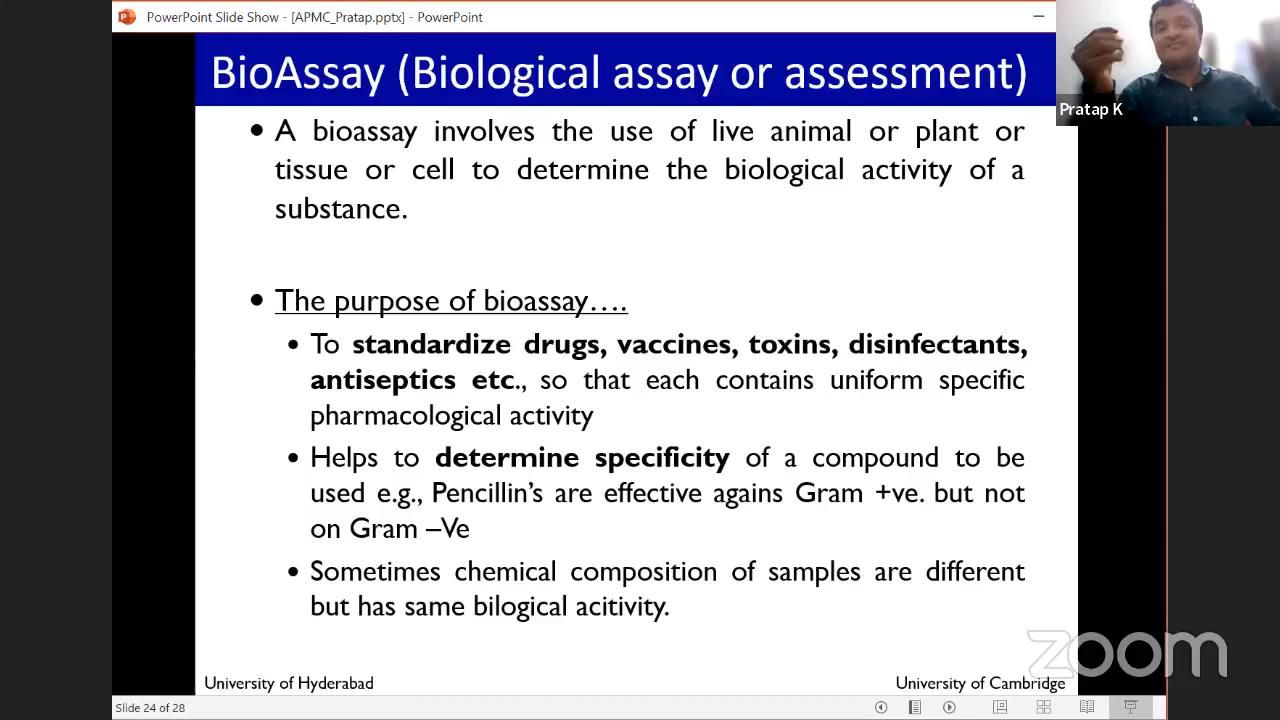 PowerPoint Slide Show - [APMC_Pratap.pptx] - PowerPoint
BioAssay (Biological assay or assessment)
Pratap K
• A bioassay involves the use of live animal or plant or
tissue or cell to determine the biological activity of a
substance.
• The purpose of bioassay….
• To standardize drugs, vaccines, toxins, disinfectants,
antiseptics etc., so that each contains uniform specific
pharmacological activity
• Helps to determine specificity of a compound to be
used e.g., Pencillin's are effective agains Gram +ve. but not
on Gram –Ve
• Sometimes chemical composition of samples are different
but has same bilogical acitivity.
zoom
University of Hyderabad
University of Cambridge
Slide 24 of 28